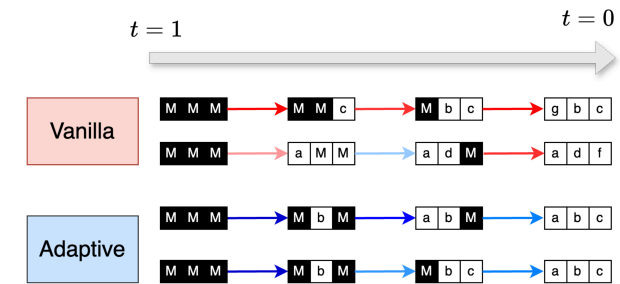 t = 1
t = 0
Vanilla
M M M M M c M b c g b c
M M M a M M a d M a d f
Adaptive
M M M M b M a b M a b c
M M M M b M M b c a b c